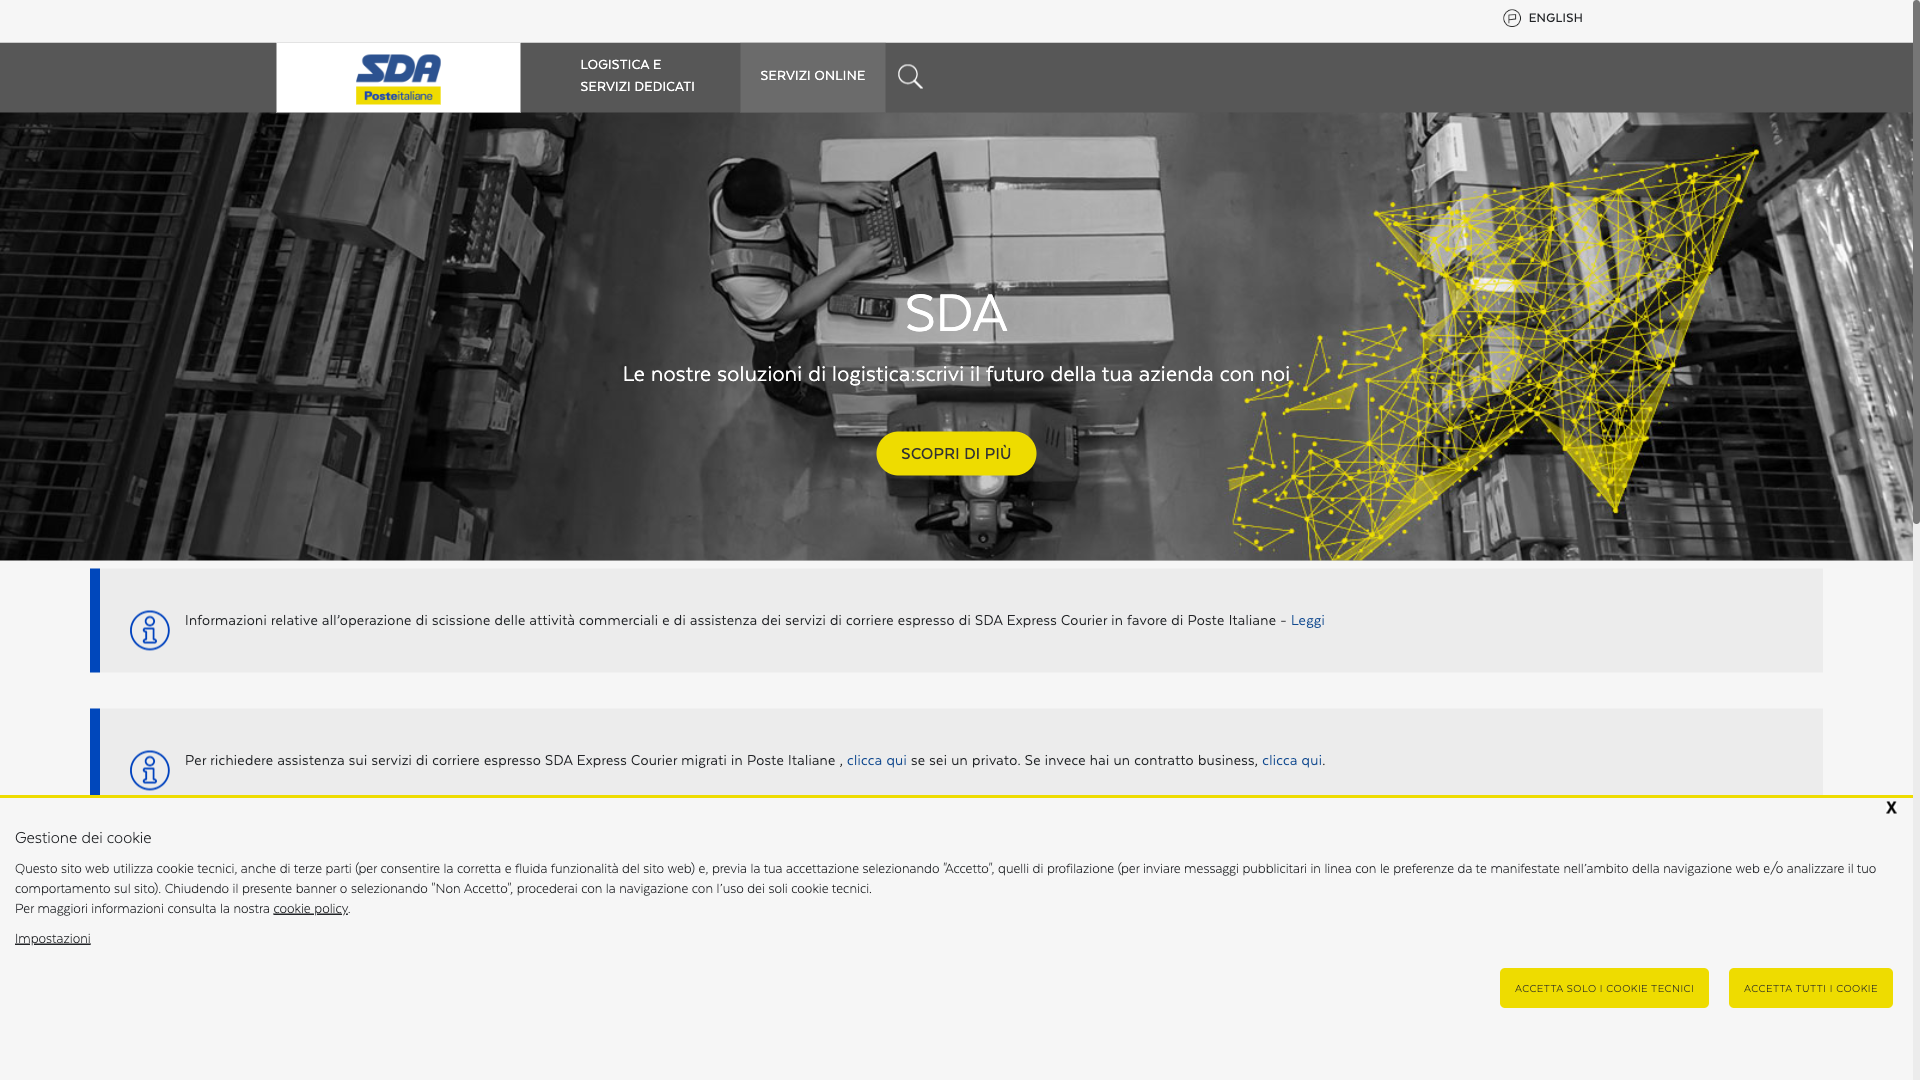 ENGLISH
SDA
Posteitaliane
LOGISTICA E
SERVIZI DEDICATI
SERVIZI ONLINE
SDA
Le nostre soluzioni di logistica:scrivi il futuro della tua azienda con noi
SCOPRI DI PIÙ
Informazioni relative all'operazione di scissione delle attività commerciali e di assistenza dei servizi di corriere espresso di SDA Express Courier in favore di Poste Italiane - Leggi
Per richiedere assistenza sui servizi di corriere espresso SDA Express Courier migrati in Poste Italiane , clicca qui se sei un privato. Se invece hai un contratto business, clicca qui.
X
Gestione dei cookie
Questo sito web utilizza cookie tecnici, anche di terze parti (per consentire la corretta e fluida funzionalità del sito web) e, previa la tua accettazione selezionando "Accetto", quelli di profilazione (per inviare messaggi pubblicitari in linea con le preferenze da te manifestate nell'ambito della navigazione web e/o analizzare il tuo
comportamento sul sito). Chiudendo il presente banner o selezionando "Non Accetto", procederai con la navigazione con l'uso dei soli cookie tecnici.
Per maggiori informazioni consulta la nostra cookie policy.
Impostazioni
ACCETTA SOLO I COOKIE TECNICI
ACCETTA TUTTI I COOKIE